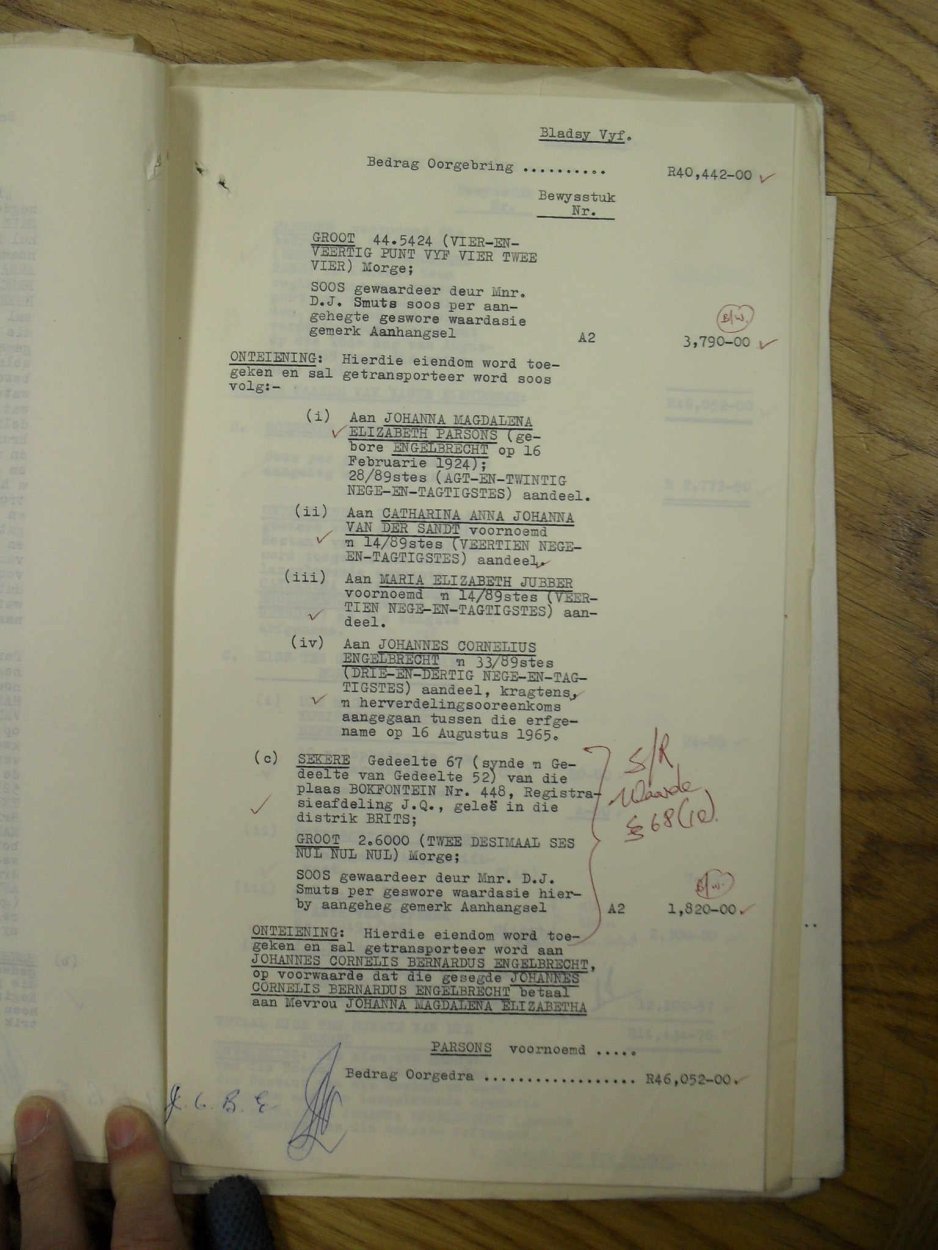 Bladsy Vyf.
Bedrag Oorgebring .......... R40,442-00
Bewysstuk
Nr.
GROOT 44.5424 (VIER-EN-
VEERTIG PUNT VYF VIER TWEE
VIER) Morge;
SOOS gewaardeer deur Mnr.
D.J. Smuts soos per aan-
gehegte geswore waardasie
gemerk Aanhangsel A2 3,790-00
B/W.
ONTEIENING: Hierdie eiendom word toe-
geken en sal getransporteer word soos
volg:-
(i) Aan JOHANNA MAGDALENA
ELIZABETH PARSONS (ge-
bore ENGELBRECHT op 16
Februarie 1924);
28/89stes (AGT-EN-TWINTIG
NEGE-EN-TAGTIGSTES) aandeel.
(ii) Aan CATHARINA ANNA JOHANNA
VAN DER SANDT voornoemd
'n 14/89stes (VEERTIEN NEGE-
EN-TAGTIGSTES) aandeel.
(iii) Aan MARIA ELIZABETH JUBBER
voornoemd 'n 14/89stes (VEER-
TIEN NEGE-EN-TAGTIGSTES) aan-
deel.
(iv) Aan JOHANNES CORNELIUS
ENGELBRECHT 'n 33/89stes
(DRIE-EN-DERTIG NEGE-EN-TAG-
TIGSTES) aandeel, kragtens,
'n herverdelingsooreenkoms
aangegaan tussen die erfge-
name op 16 Augustus 1965.
(c) SEKERE Gedeelte 67 (synde 'n Ge-
deelte van Gedeelte 52) van die
plaas BOKFONTEIN Nr. 448, Registra-
sieafdeling J.Q., geleë in die
distrik BRITS;
S/R
Waarde
§ 68(1c)
GROOT 2.6000 (TWEE DESIMAAL SES
NUL NUL NUL) Morge;
SOOS gewaardeer deur Mnr. D.J.
Smuts per geswore waardasie hier-
by aangeheg gemerk Aanhangsel A2 1,820-00
B/W.
ONTEIENING: Hierdie eiendom word toe-
geken en sal getransporteer word aan
JOHANNES CORNELIS BERNARDUS ENGELBRECHT,
op voorwaarde dat die gesegde JOHANNES
CORNELIS BERNARDUS ENGELBRECHT betaal
aan Mevrou JOHANNA MAGDALENA ELIZABETHA
PARSONS voornoemd .....
Bedrag Oorgedra .................. R46,052-00
J. C. B. E